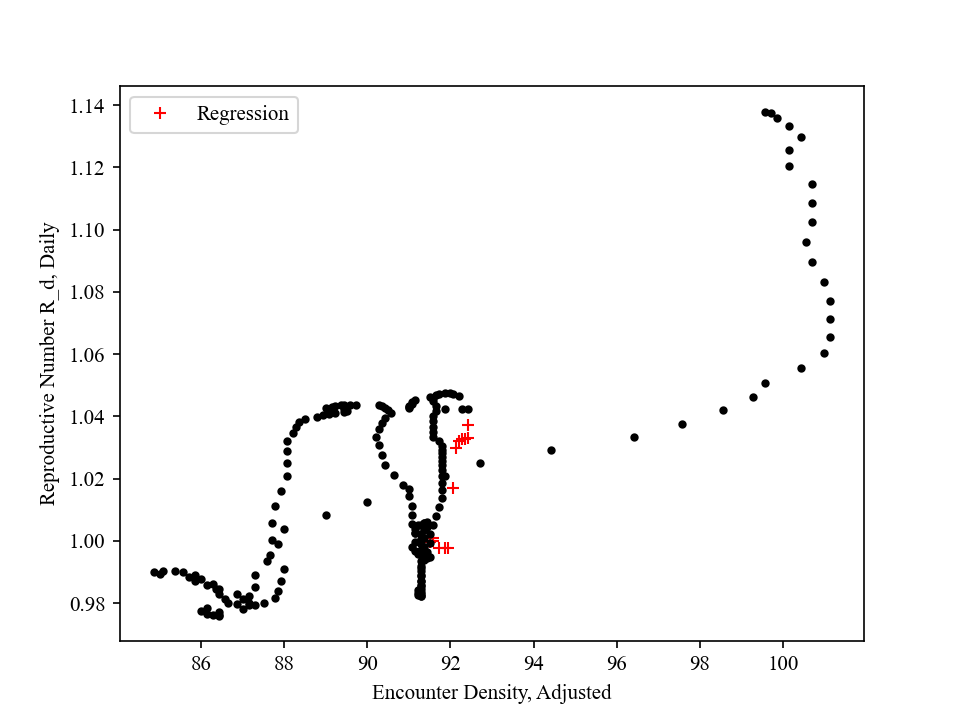 Regression
1.14
1.12
1.10
1.08
1.06
1.04
1.02
1.00
0.98
Reproductive Number R_d, Daily
86 88 90 92 94 96 98 100
Encounter Density, Adjusted